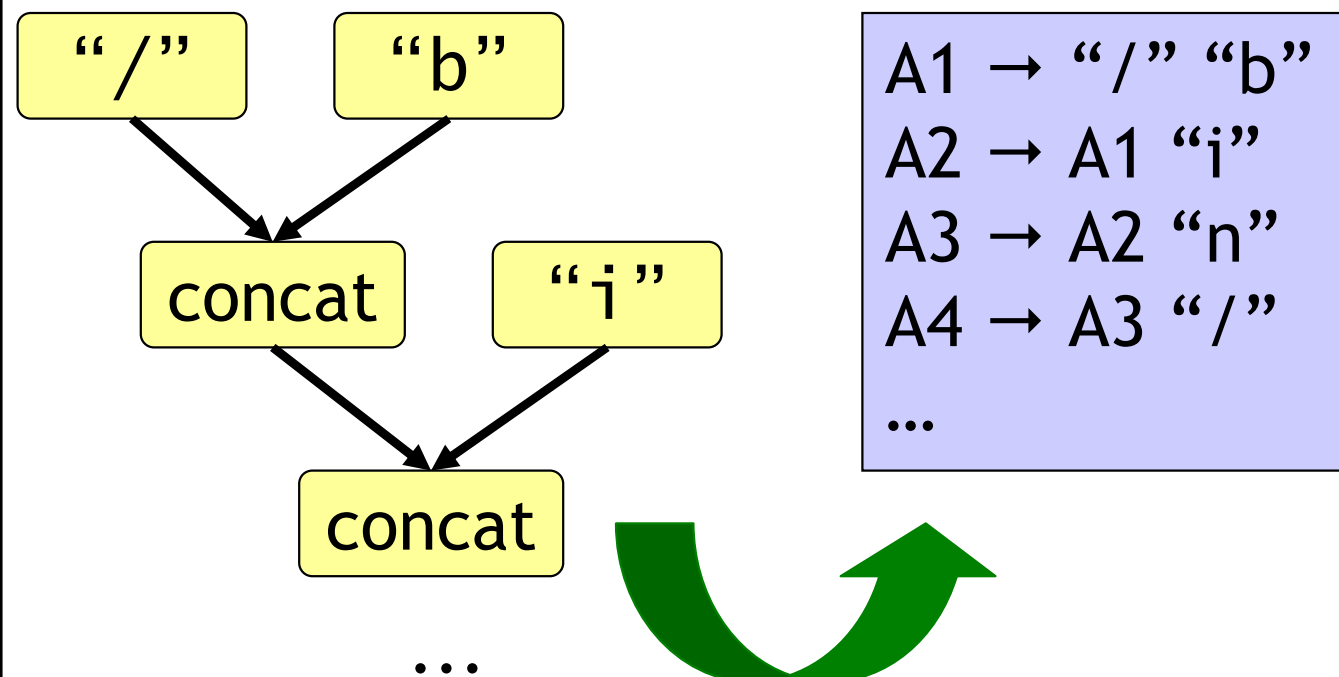 “/” “b”
concat “i”
concat
...
A1 → “/” “b”
A2 → A1 “i”
A3 → A2 “n”
A4 → A3 “/”
...